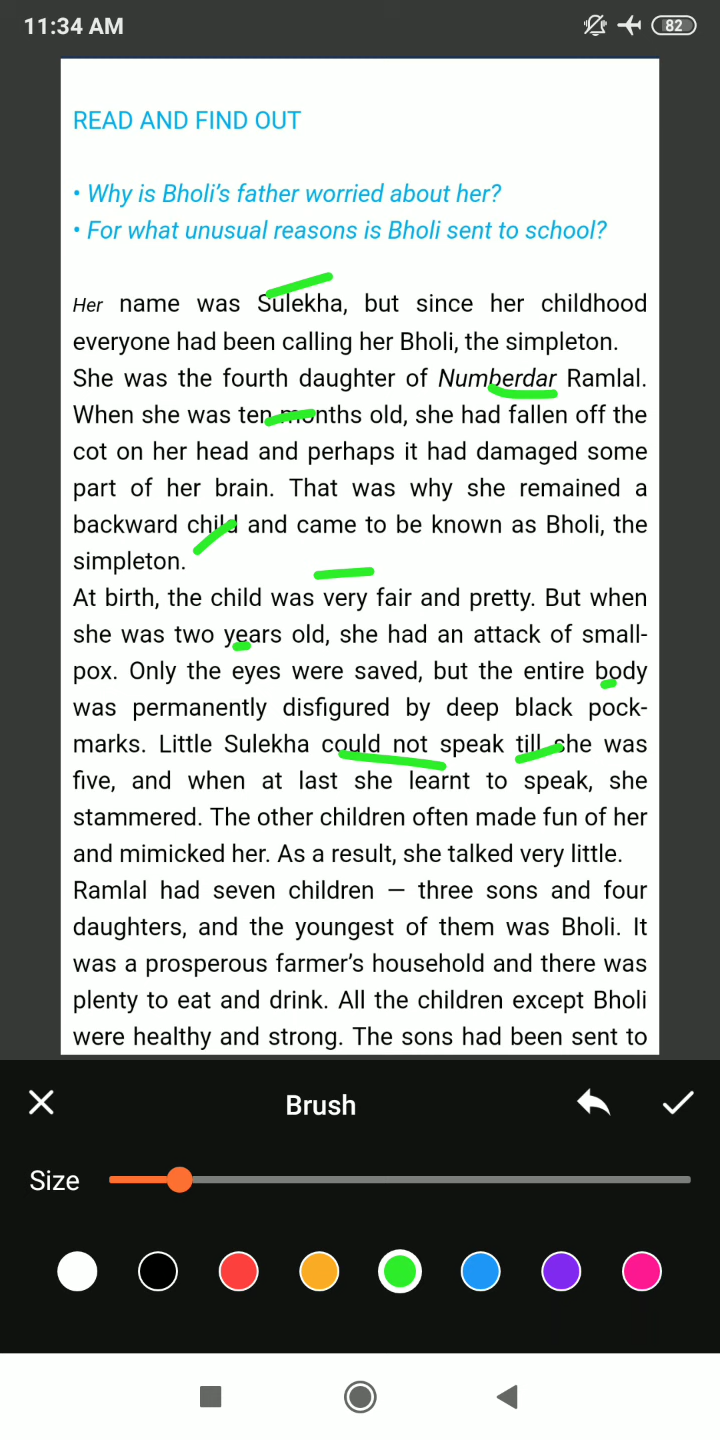 11:34 AM
82
READ AND FIND OUT
• Why is Bholi's father worried about her?
• For what unusual reasons is Bholi sent to school?
Her name was Sulekha, but since her childhood
everyone had been calling her Bholi, the simpleton.
She was the fourth daughter of Numberdar Ramlal.
When she was ten months old, she had fallen off the
cot on her head and perhaps it had damaged some
part of her brain. That was why she remained a
backward child and came to be known as Bholi, the
simpleton.
At birth, the child was very fair and pretty. But when
she was two years old, she had an attack of small-
pox. Only the eyes were saved, but the entire body
was permanently disfigured by deep black pock-
marks. Little Sulekha could not speak till she was
five, and when at last she learnt to speak, she
stammered. The other children often made fun of her
and mimicked her. As a result, she talked very little.
Ramlal had seven children — three sons and four
daughters, and the youngest of them was Bholi. It
was a prosperous farmer's household and there was
plenty to eat and drink. All the children except Bholi
were healthy and strong. The sons had been sent to
Brush
Size